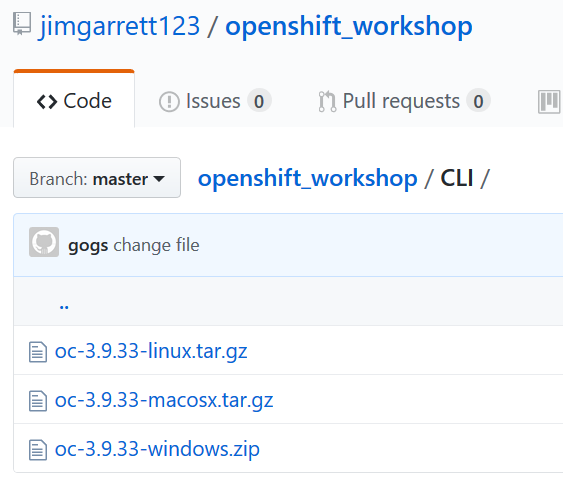 jimgarrett123 / openshift_workshop
Code Issues 0 Pull requests 0
Branch: master openshift_workshop / CLI /
gogs change file
..
oc-3.9.33-linux.tar.gz
oc-3.9.33-macosx.tar.gz
oc-3.9.33-windows.zip